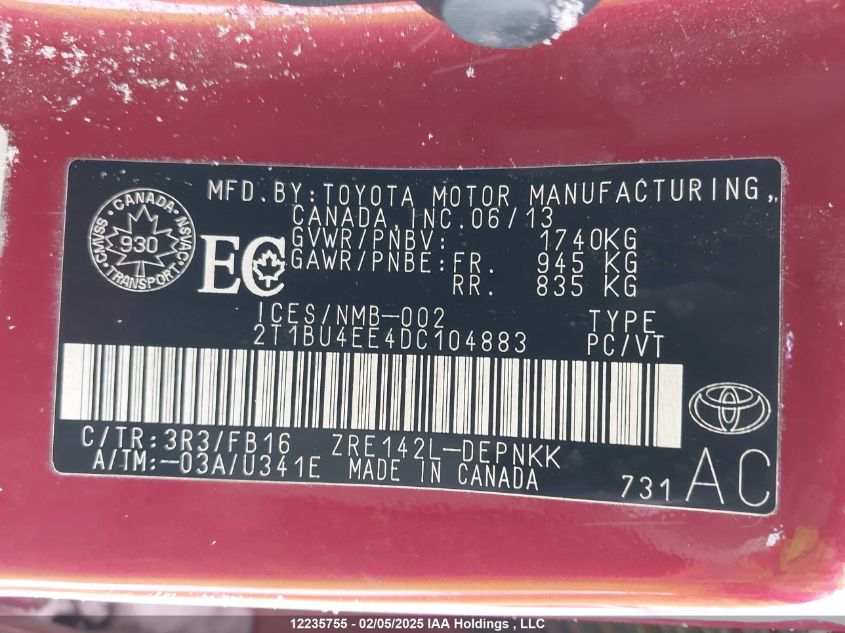 MFD. BY: TOYOTA MOTOR MANUFACTURING,
CANADA, INC. 06/13
GVWR/PNBV: 1740KG
GAWR/PNBE: FR. 945 KG
RR. 835 KG
CANADA
CMVSS NSVAC
930
TRANSPORT
EC
ICES/NMB-002 TYPE
2T1BU4EE4DC104883 PC/VT
C/TR: 3R3/FB16 ZRE142L-DEPNKK
A/TM:-03A/U341E MADE IN CANADA
731 AC
12235755 - 02/05/2025 IAA Holdings , LLC